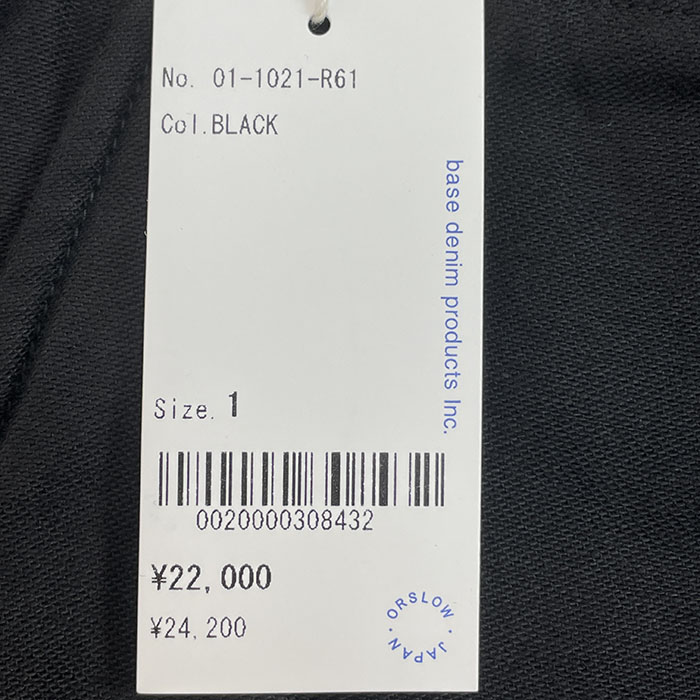 No. 01-1021-R61
Col.BLACK
base denim products Inc.
Size. 1
0020000308432
¥22,000
¥24,200
ORSLOW · JAPAN ·